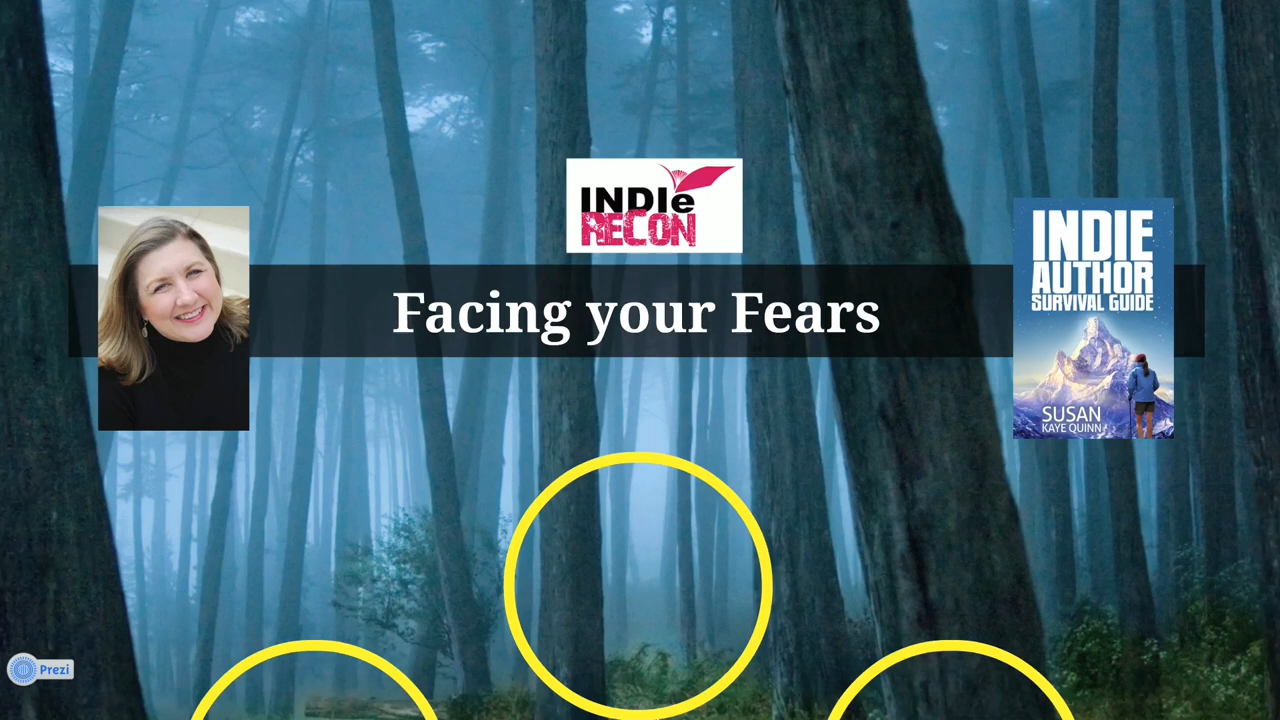 INDIe
RECON
Facing your Fears
INDIE
AUTHOR
SURVIVAL GUIDE
SUSAN
KAYE QUINN
Prezi